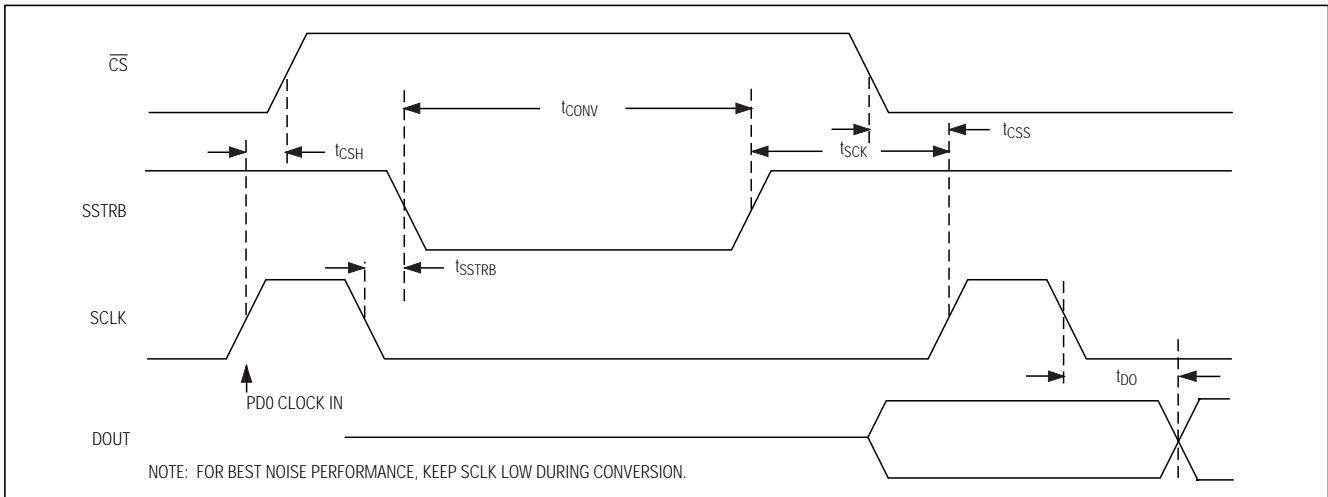 CS
tCONV
tCSS
tCSH
tSCK
SSTRB
tSSTRB
SCLK
tDO
PD0 CLOCK IN
DOUT
NOTE: FOR BEST NOISE PERFORMANCE, KEEP SCLK LOW DURING CONVERSION.